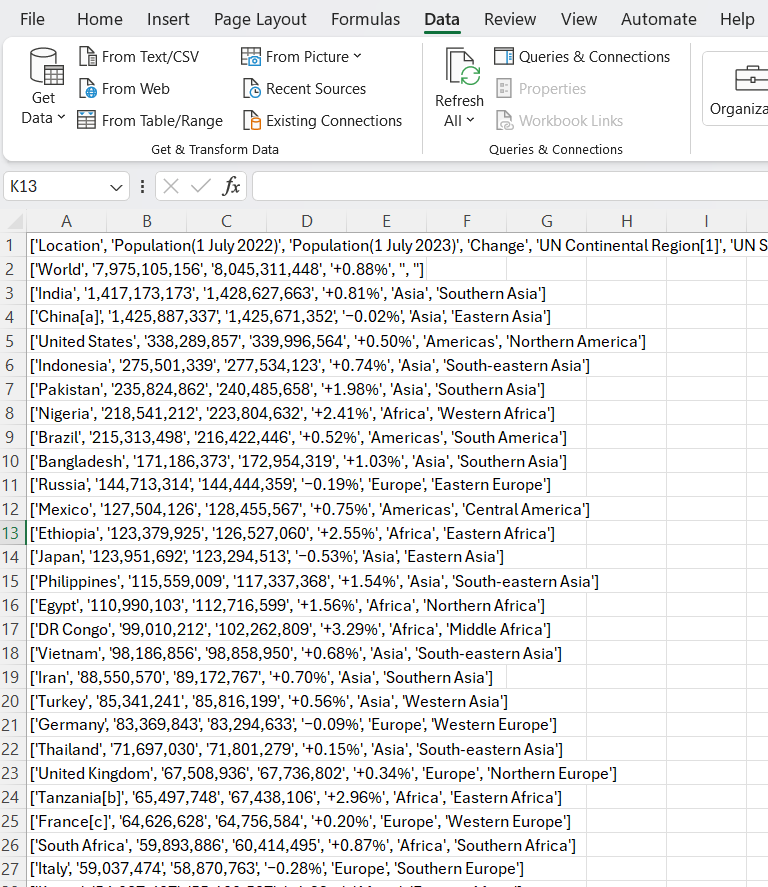 File Home Insert Page Layout Formulas Data Review View Automate Help
From Text/CSV From Picture Queries & Connections
Get Data From Web Recent Sources Refresh All Properties Organiza
From Table/Range Existing Connections Workbook Links
Get & Transform Data Queries & Connections
K13 fx
A B C D E F G H I
1 ['Location', 'Population(1 July 2022)', 'Population(1 July 2023)', 'Change', 'UN Continental Region[1]', 'UN S
2 ['World', '7,975,105,156', '8,045,311,448', '+0.88%', '', '']
3 ['India', '1,417,173,173', '1,428,627,663', '+0.81%', 'Asia', 'Southern Asia']
4 ['China[a]', '1,425,887,337', '1,425,671,352', '−0.02%', 'Asia', 'Eastern Asia']
5 ['United States', '338,289,857', '339,996,564', '+0.50%', 'Americas', 'Northern America']
6 ['Indonesia', '275,501,339', '277,534,123', '+0.74%', 'Asia', 'South-eastern Asia']
7 ['Pakistan', '235,824,862', '240,485,658', '+1.98%', 'Asia', 'Southern Asia']
8 ['Nigeria', '218,541,212', '223,804,632', '+2.41%', 'Africa', 'Western Africa']
9 ['Brazil', '215,313,498', '216,422,446', '+0.52%', 'Americas', 'South America']
10 ['Bangladesh', '171,186,373', '172,954,319', '+1.03%', 'Asia', 'Southern Asia']
11 ['Russia', '144,713,314', '144,444,359', '−0.19%', 'Europe', 'Eastern Europe']
12 ['Mexico', '127,504,126', '128,455,567', '+0.75%', 'Americas', 'Central America']
13 ['Ethiopia', '123,379,925', '126,527,060', '+2.55%', 'Africa', 'Eastern Africa']
14 ['Japan', '123,951,692', '123,294,513', '−0.53%', 'Asia', 'Eastern Asia']
15 ['Philippines', '115,559,009', '117,337,368', '+1.54%', 'Asia', 'South-eastern Asia']
16 ['Egypt', '110,990,103', '112,716,599', '+1.56%', 'Africa', 'Northern Africa']
17 ['DR Congo', '99,010,212', '102,262,809', '+3.29%', 'Africa', 'Middle Africa']
18 ['Vietnam', '98,186,856', '98,858,950', '+0.68%', 'Asia', 'South-eastern Asia']
19 ['Iran', '88,550,570', '89,172,767', '+0.70%', 'Asia', 'Southern Asia']
20 ['Turkey', '85,341,241', '85,816,199', '+0.56%', 'Asia', 'Western Asia']
21 ['Germany', '83,369,843', '83,294,633', '−0.09%', 'Europe', 'Western Europe']
22 ['Thailand', '71,697,030', '71,801,279', '+0.15%', 'Asia', 'South-eastern Asia']
23 ['United Kingdom', '67,508,936', '67,736,802', '+0.34%', 'Europe', 'Northern Europe']
24 ['Tanzania[b]', '65,497,748', '67,438,106', '+2.96%', 'Africa', 'Eastern Africa']
25 ['France[c]', '64,626,628', '64,756,584', '+0.20%', 'Europe', 'Western Europe']
26 ['South Africa', '59,893,886', '60,414,495', '+0.87%', 'Africa', 'Southern Africa']
27 ['Italy', '59,037,474', '58,870,763', '−0.28%', 'Europe', 'Southern Europe']